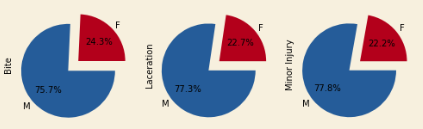 Bite
F
24.3%
75.7%
M
Laceration
F
22.7%
77.3%
M
Minor Injury
F
22.2%
77.8%
M